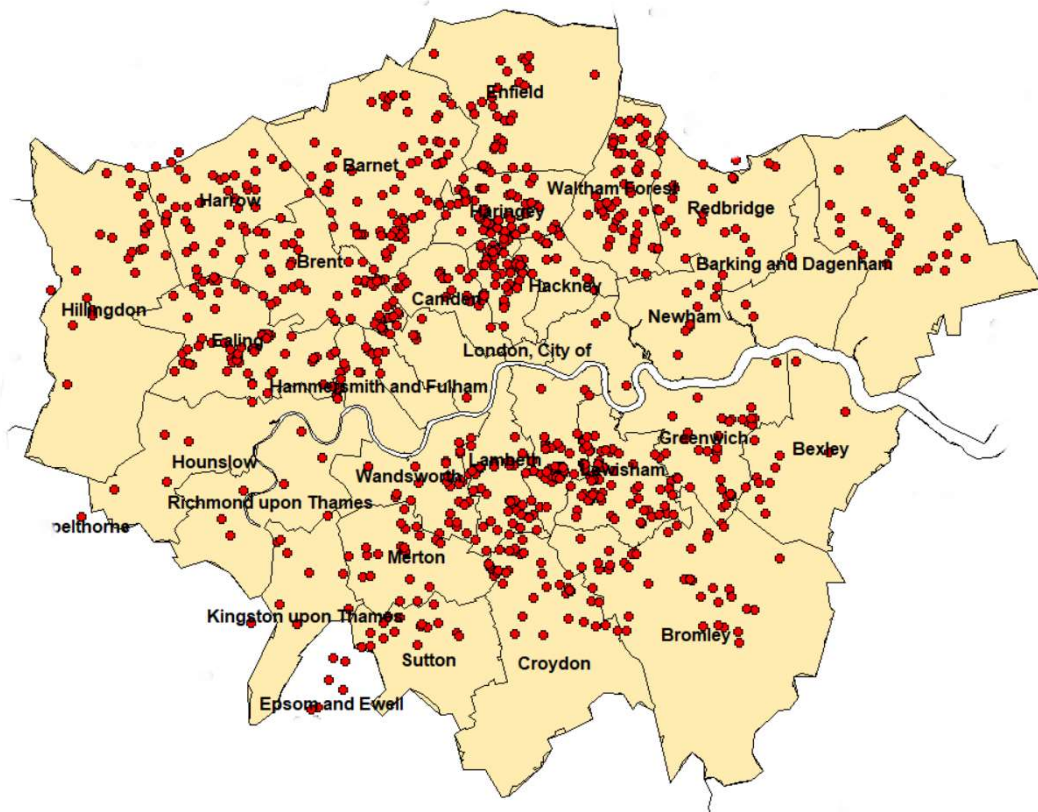 Enfield
Barnet
Waltham Forest
Harrow
Haringey
Redbridge
Brent
Barking and Dagenham
Hackney
Camden
Hillingdon
Newham
Ealing
London, City of
Hammersmith and Fulham
Greenwich
Bexley
Hounslow
Lambeth
Lewisham
Wandsworth
Richmond upon Thames
pelthorne
Merton
Kingston upon Thames
Bromley
Sutton
Croydon
Epsom and Ewell